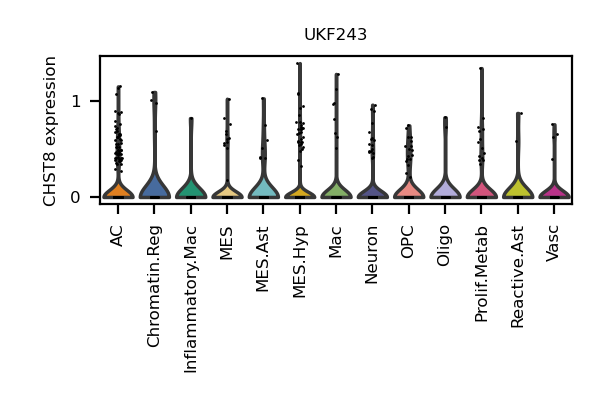 UKF243
CHST8 expression
1
0
AC
Chromatin.Reg
Inflammatory.Mac
MES
MES.Ast
MES.Hyp
Mac
Neuron
OPC
Oligo
Prolif.Metab
Reactive.Ast
Vasc